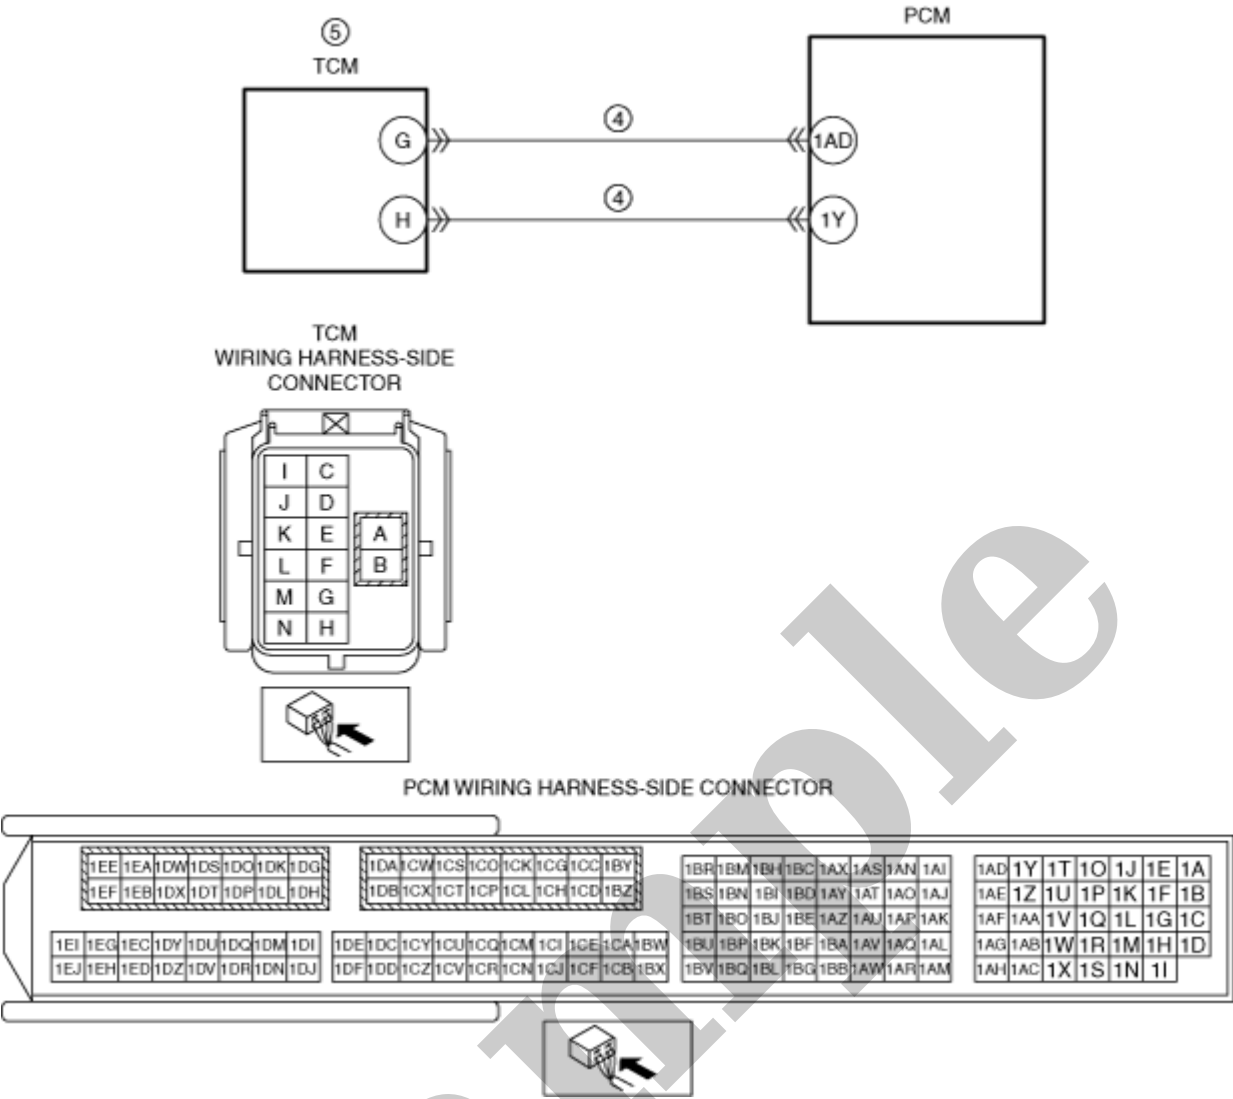 PCM
⑤
TCM
④
G
1AD
④
H
1Y
TCM
WIRING HARNESS-SIDE
CONNECTOR
I C
J D
K E A
L F B
M G
N H
PCM WIRING HARNESS-SIDE CONNECTOR
1EE 1EA 1DW 1DS 1DO 1DK 1DG
1EF 1EB 1DX 1DT 1DP 1DL 1DH
1EI 1EG 1EC 1DY 1DU 1DQ 1DM 1DI
1EJ 1EH 1ED 1DZ 1DV 1DR 1DN 1DJ
1DA 1CW 1CS 1CO 1CK 1CG 1CC 1BY
1DB 1CX 1CT 1CP 1CL 1CH 1CD 1BZ
1DE 1DC 1CY 1CU 1CQ 1CM 1CI 1CE 1CA 1BW
1DF 1DD 1CZ 1CV 1CR 1CN 1CJ 1CF 1CB 1BX
1BR 1BM 1BH 1BC 1AX 1AS 1AN 1AI
1BS 1BN 1BI 1BD 1AY 1AT 1AO 1AJ
1BT 1BO 1BJ 1BE 1AZ 1AU 1AP 1AK
1BU 1BP 1BK 1BF 1BA 1AV 1AQ 1AL
1BV 1BQ 1BL 1BG 1BB 1AW 1AR 1AM
1AD 1Y 1T 1O 1J 1E 1A
1AE 1Z 1U 1P 1K 1F 1B
1AF 1AA 1V 1Q 1L 1G 1C
1AG 1AB 1W 1R 1M 1H 1D
1AH 1AC 1X 1S 1N 1I
mple